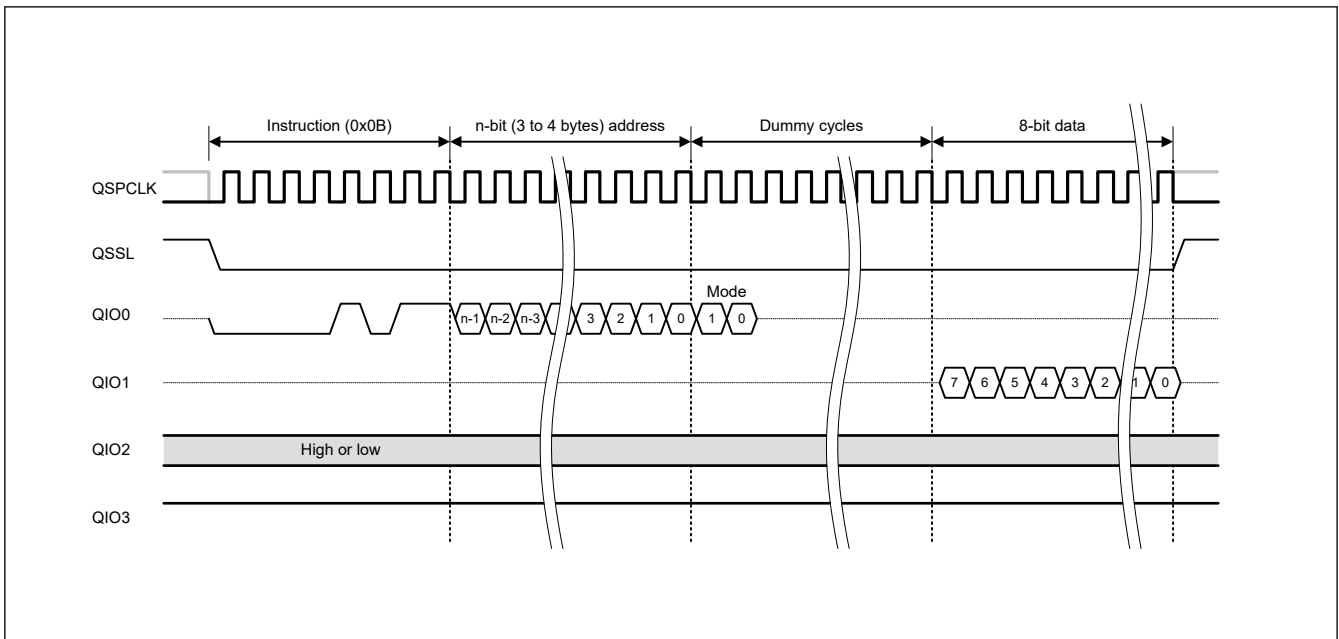 Instruction (0x0B) n-bit (3 to 4 bytes) address Dummy cycles 8-bit data
QSPCLK
QSSL
Mode
QIO0 n-1 n-2 n-3 3 2 1 0 1 0
QIO1 7 6 5 4 3 2 1 0
QIO2 High or low
QIO3